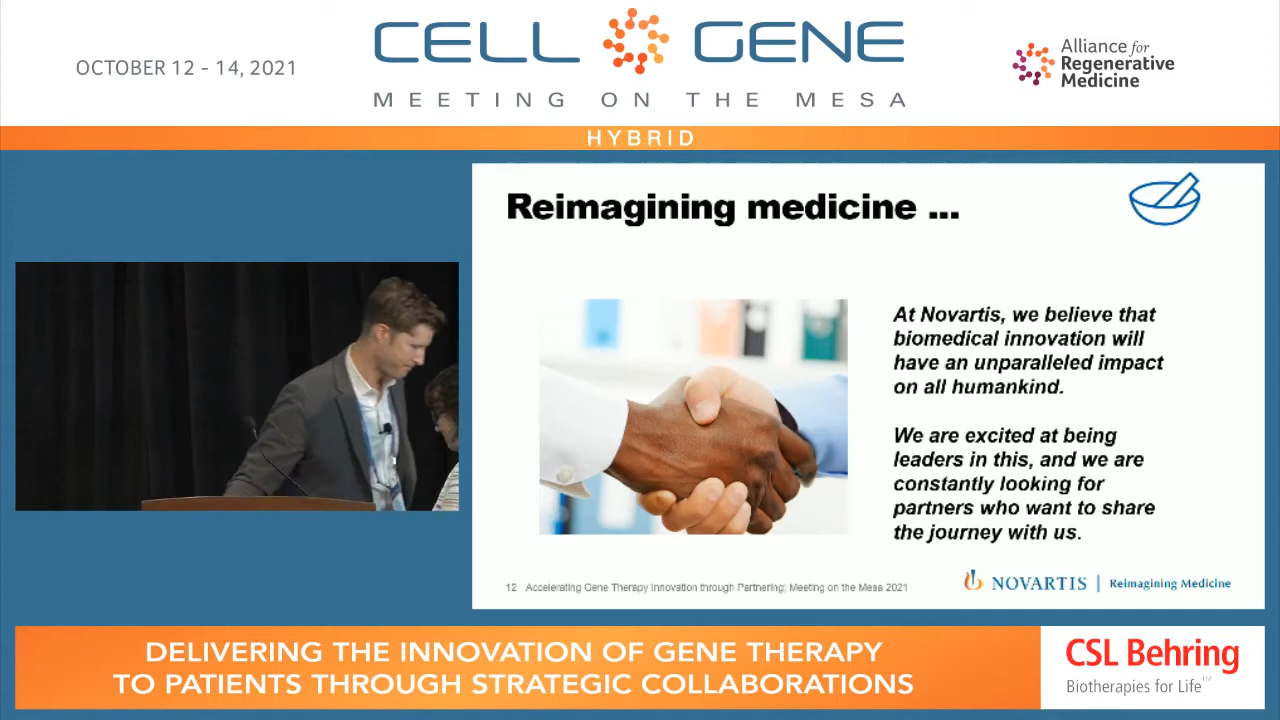 OCTOBER 12 - 14, 2021
CELL GENE
MEETING ON THE MESA
Alliance for
Regenerative
Medicine
HYBRID
Reimagining medicine ...
At Novartis, we believe that
biomedical innovation will
have an unparalleled impact
on all humankind.
We are excited at being
leaders in this, and we are
constantly looking for
partners who want to share
the journey with us.
12 Accelerating Gene Therapy Innovation through Partnering; Meeting on the Mesa 2021
NOVARTIS | Reimagining Medicine
DELIVERING THE INNOVATION OF GENE THERAPY
TO PATIENTS THROUGH STRATEGIC COLLABORATIONS
CSL Behring
Biotherapies for Life™